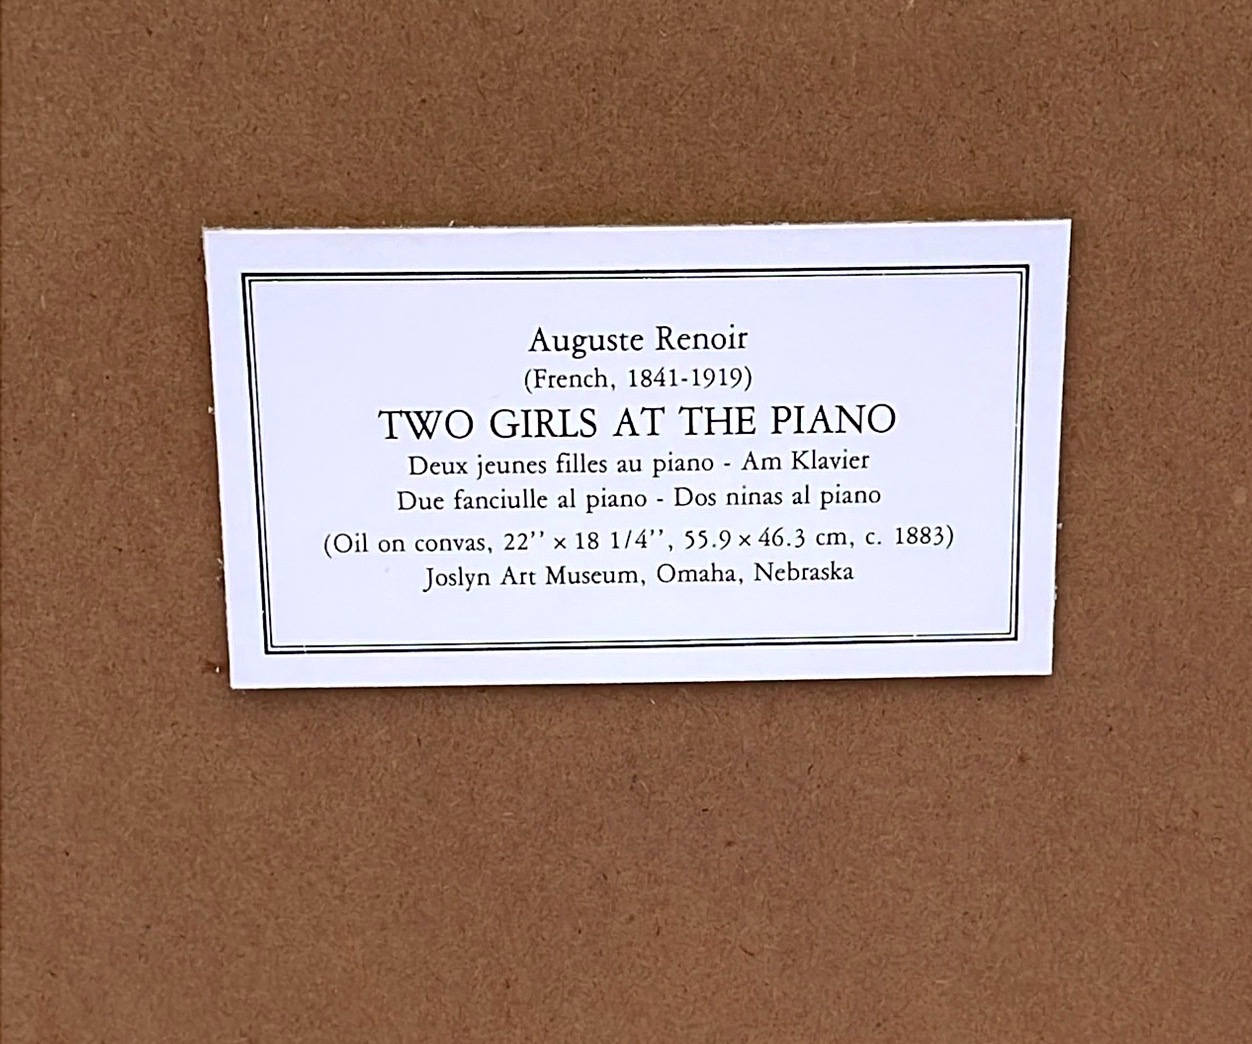 Auguste Renoir
(French, 1841-1919)
TWO GIRLS AT THE PIANO
Deux jeunes filles au piano - Am Klavier
Due fanciulle al piano - Dos ninas al piano
(Oil on convas, 22’’ × 18 1/4’’, 55.9 × 46.3 cm, c. 1883)
Joslyn Art Museum, Omaha, Nebraska